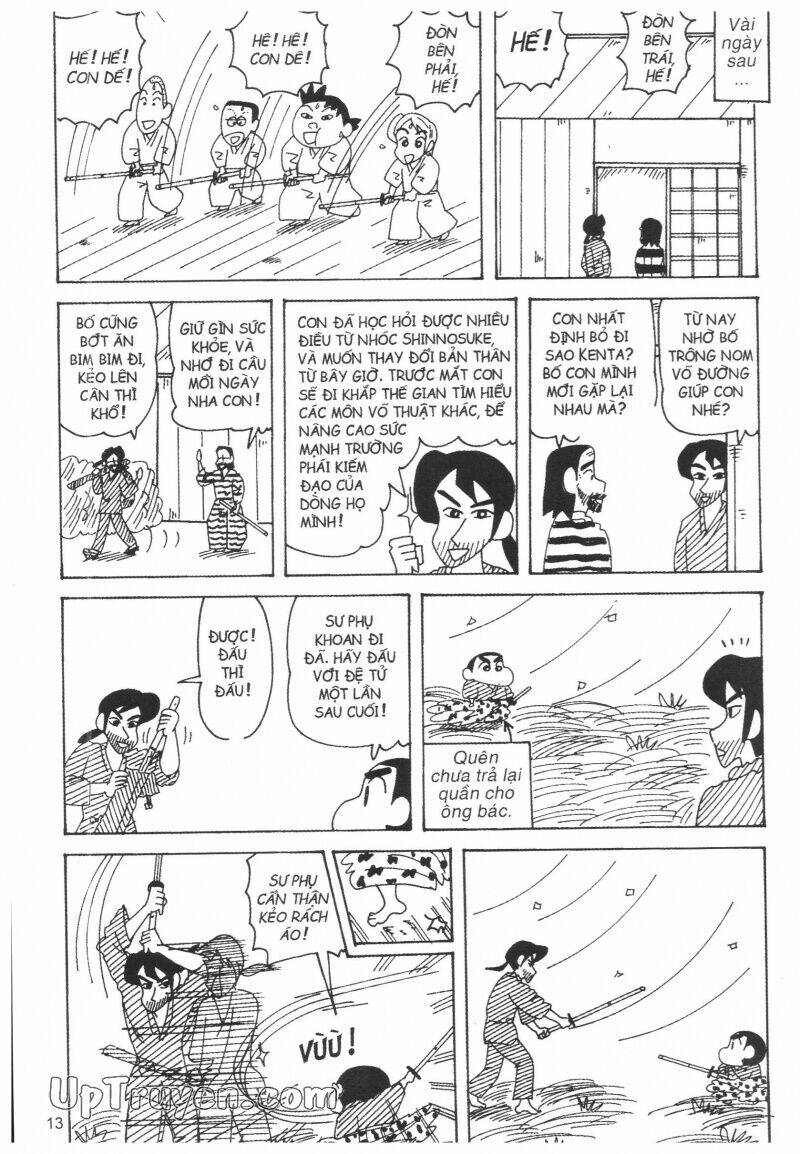 Vài
ngày
sau
...
ĐÒN
BÊN
TRÁI,
HẾ!
HẾ!
ĐÒN
BÊN
PHẢI,
HẾ!
HÊ! HÊ!
CON DÊ!
HẾ! HẾ!
CON DẾ!
TỪ NAY
NHỜ BỐ
TRÔNG NOM
VÕ ĐƯỜNG
GIÚP CON
NHÉ?
CON NHẤT
ĐỊNH BỎ ĐI
SAO KENTA?
BỐ CON MÌNH
MỚI GẶP LẠI
NHAU MÀ?
CON ĐÃ HỌC HỎI ĐƯỢC NHIỀU
ĐIỀU TỪ NHÓC SHINNOSUKE,
VÀ MUỐN THAY ĐỔI BẢN THÂN
TỪ BÂY GIỜ. TRƯỚC MẮT CON
SẼ ĐI KHẮP THẾ GIAN TÌM HIỂU
CÁC MÔN VÕ THUẬT KHÁC, ĐỂ
NÂNG CAO SỨC
MẠNH TRƯỜNG
PHÁI KIẾM
ĐẠO CỦA
DÒNG HỌ
MÌNH!
GIỮ GÌN SỨC
KHỎE, VÀ
NHỚ ĐI CẦU
MỖI NGÀY
NHA CON!
BỐ CŨNG
BỚT ĂN
BIM BIM ĐI,
KẺO LÊN
CÂN THÌ
KHỔ!
Quên
chưa trả lại
quần cho
ông bác.
SƯ PHỤ
KHOAN ĐI
ĐÃ. HÃY ĐẤU
VỚI ĐỆ TỬ
MỘT LẦN
SAU CUỐI!
ĐƯỢC!
ĐẤU
THÌ
ĐẤU!
SƯ PHỤ
CẨN THẬN
KẺO RÁCH
ÁO!
VÙÙ!
UpTruyen.com
13